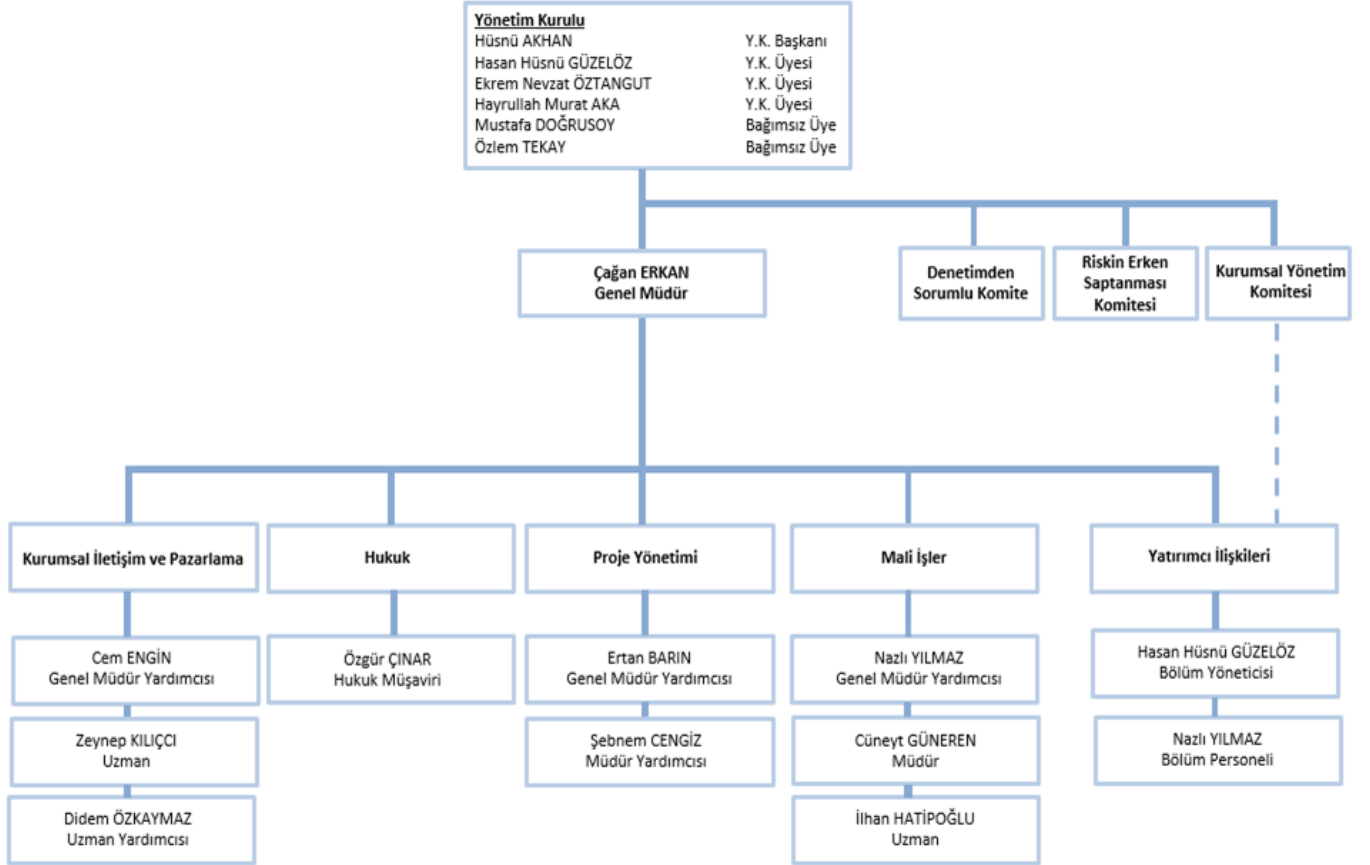 Yönetim Kurulu
Hüsnü AKHAN Y.K. Başkanı
Hasan Hüsnü GÜZELÖZ Y.K. Üyesi
Ekrem Nevzat ÖZTANGUT Y.K. Üyesi
Hayrullah Murat AKA Y.K. Üyesi
Mustafa DOĞRUSOY Bağımsız Üye
Özlem TEKAY Bağımsız Üye
Çağan ERKAN
Genel Müdür
Denetimden
Sorumlu Komite
Riskin Erken
Saptanması
Komitesi
Kurumsal Yönetim
Komitesi
Kurumsal İletişim ve Pazarlama
Cem ENGİN
Genel Müdür Yardımcısı
Zeynep KILIÇCI
Uzman
Didem ÖZKAYMAZ
Uzman Yardımcısı
Hukuk
Özgür ÇINAR
Hukuk Müşaviri
Proje Yönetimi
Ertan BARIN
Genel Müdür Yardımcısı
Şebnem CENGİZ
Müdür Yardımcısı
Mali İşler
Nazlı YILMAZ
Genel Müdür Yardımcısı
Cüneyt GÜNEREN
Müdür
İlhan HATİPOĞLU
Uzman
Yatırımcı İlişkileri
Hasan Hüsnü GÜZELÖZ
Bölüm Yöneticisi
Nazlı YILMAZ
Bölüm Personeli